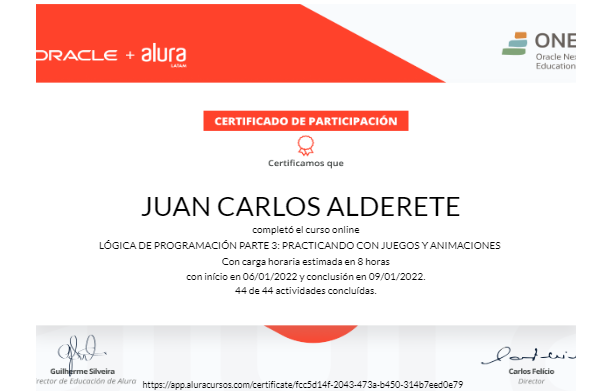 ORACLE + alura
LATAM
ONE
Oracle Nex
Education
CERTIFICADO DE PARTICIPACIÓN
Certificamos que
JUAN CARLOS ALDERETE
completó el curso online
LÓGICA DE PROGRAMACIÓN PARTE 3: PRACTICANDO CON JUEGOS Y ANIMACIONES
Con carga horaria estimada en 8 horas
con início en 06/01/2022 y conclusión en 09/01/2022.
44 de 44 actividades concluídas.
Guilherme Silveira
rector de Educación de Alura
Carlos Felício
Director
https://app.aluracursos.com/certificate/fcc5d14f-2043-473a-b450-314b7eed0e79